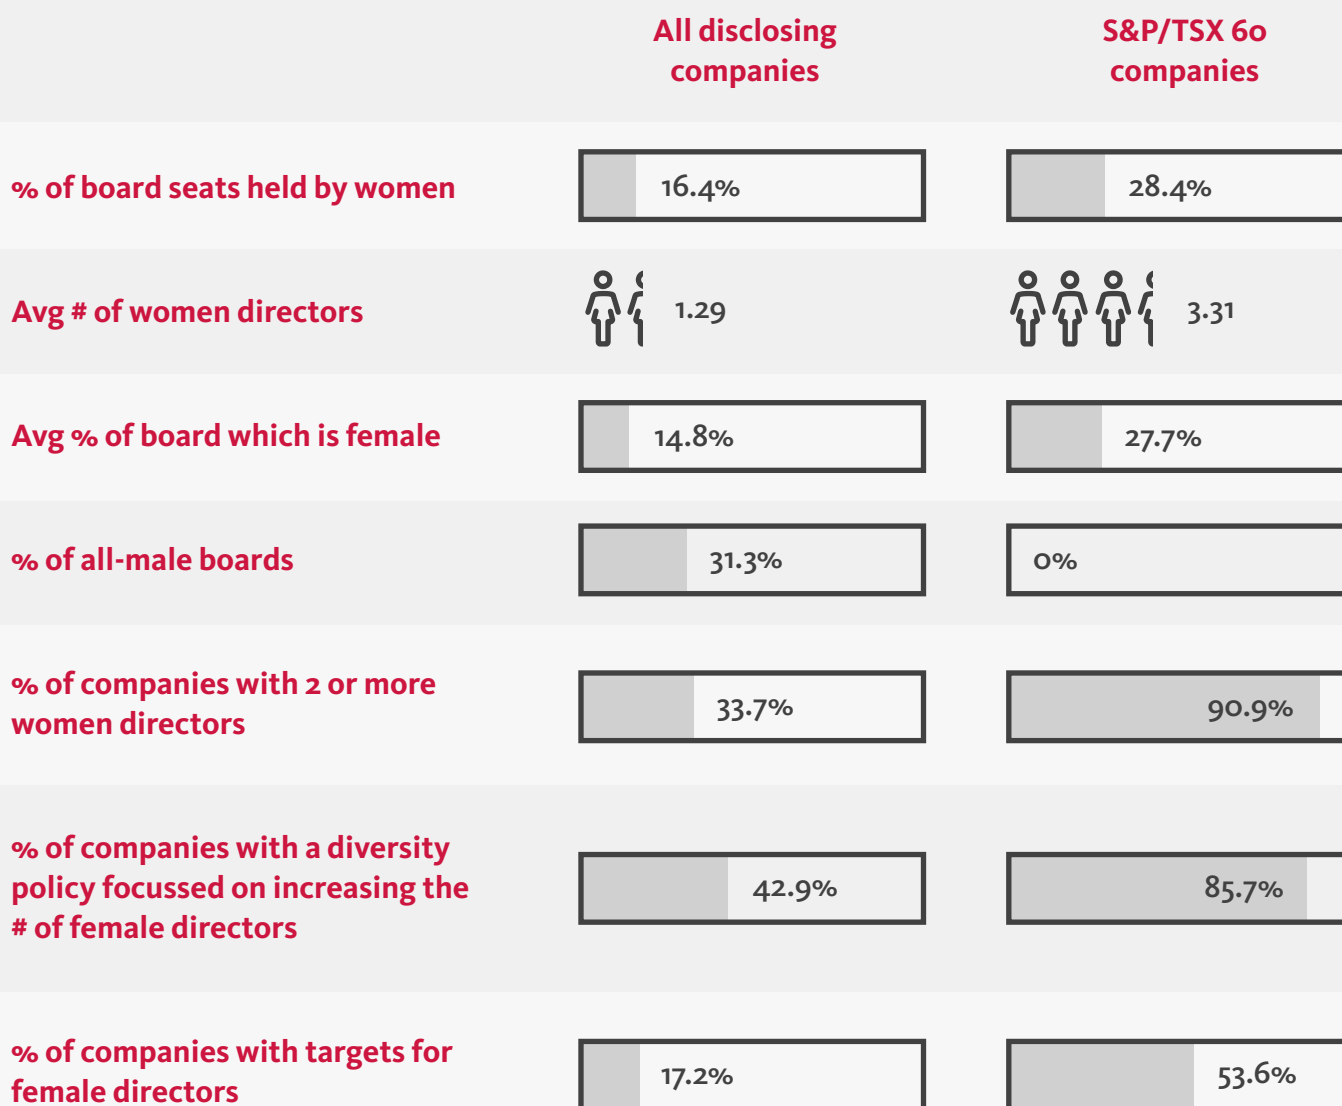 All disclosing
companies
S&P/TSX 60
companies
% of board seats held by women
16.4%
28.4%
Avg # of women directors
1.29
3.31
Avg % of board which is female
14.8%
27.7%
% of all-male boards
31.3%
0%
% of companies with 2 or more
women directors
33.7%
90.9%
% of companies with a diversity
policy focussed on increasing the
# of female directors
42.9%
85.7%
% of companies with targets for
female directors
17.2%
53.6%